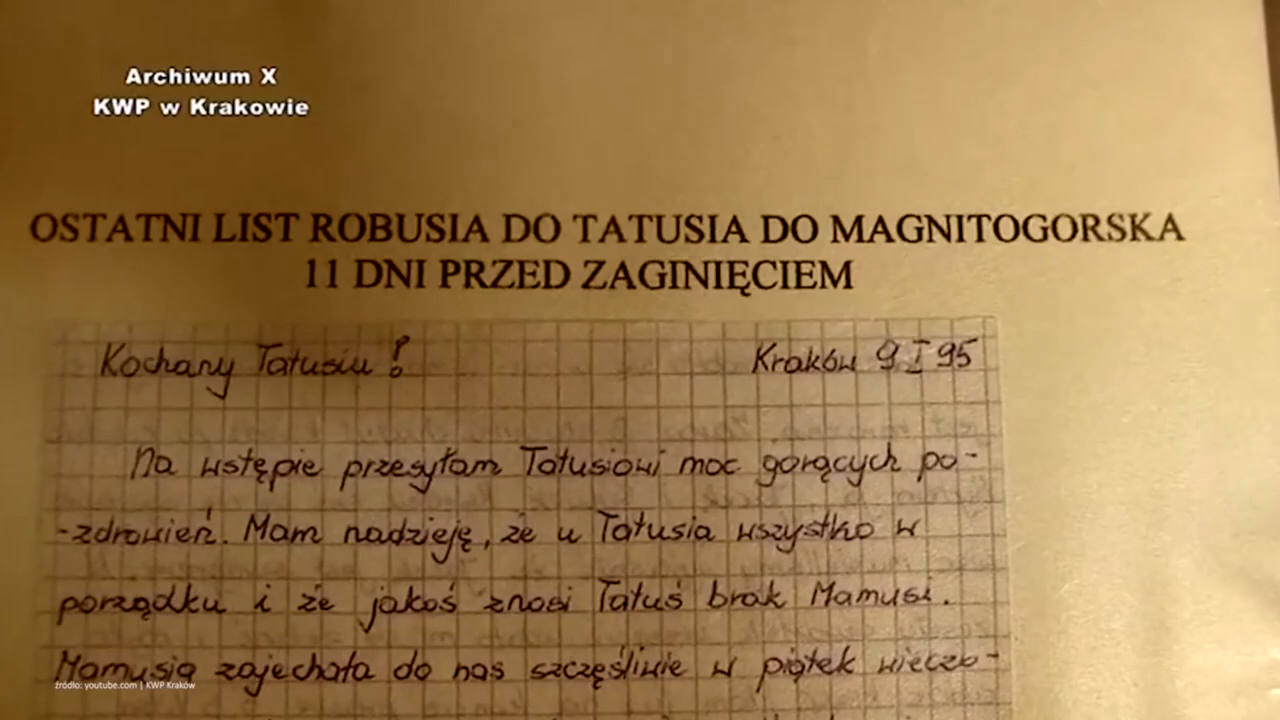 Archiwum X
KWP w Krakowie
OSTATNI LIST ROBUSIA DO TATUSIA DO MAGNITOGORSKA
11 DNI PRZED ZAGINIĘCIEM
Kochany Tatusiu! Kraków 9 I 95
Na wstępie przesyłam Tatusiowi moc gorących po-
-zdrowień. Mam nadzieję, że u Tatusia wszystko w
porządku i że jakoś znosi Tatuś brak Mamusi.
Mamusia zajechała do nas szczęśliwie w piątek wieczo-
źródło: youtube.com | KWP Kraków